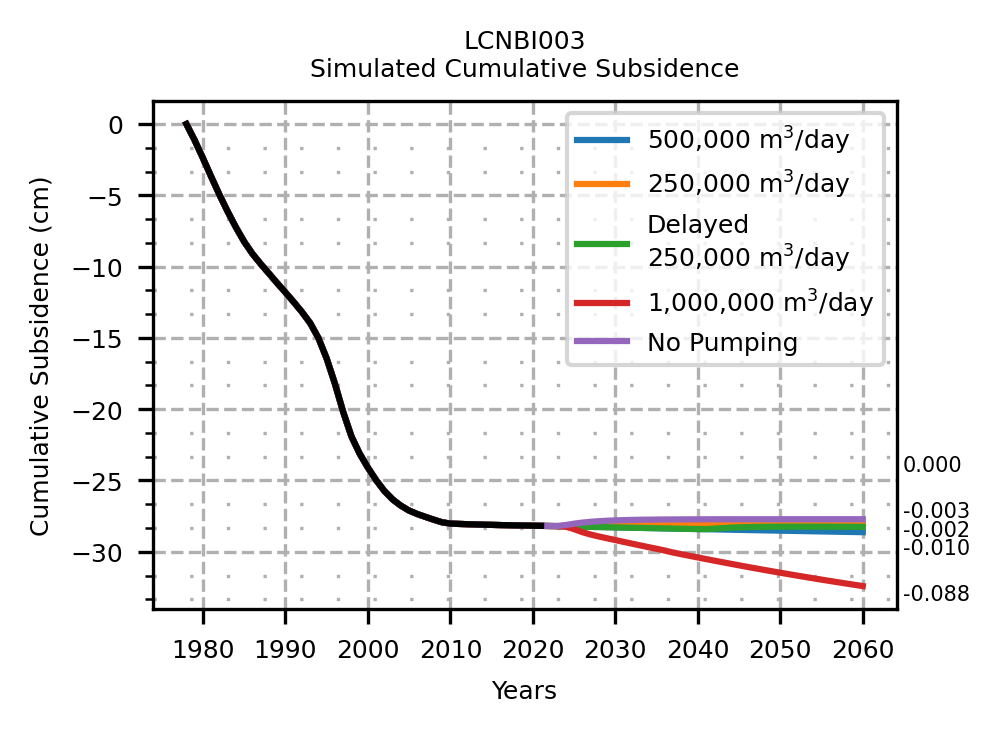 LCNBI003
Simulated Cumulative Subsidence
Cumulative Subsidence (cm)
0
−5
−10
−15
−20
−25
−30
500,000 m³/day
250,000 m³/day
Delayed
250,000 m³/day
1,000,000 m³/day
No Pumping
0.000
-0.003
-0.002
-0.010
-0.088
1980 1990 2000 2010 2020 2030 2040 2050 2060
Years